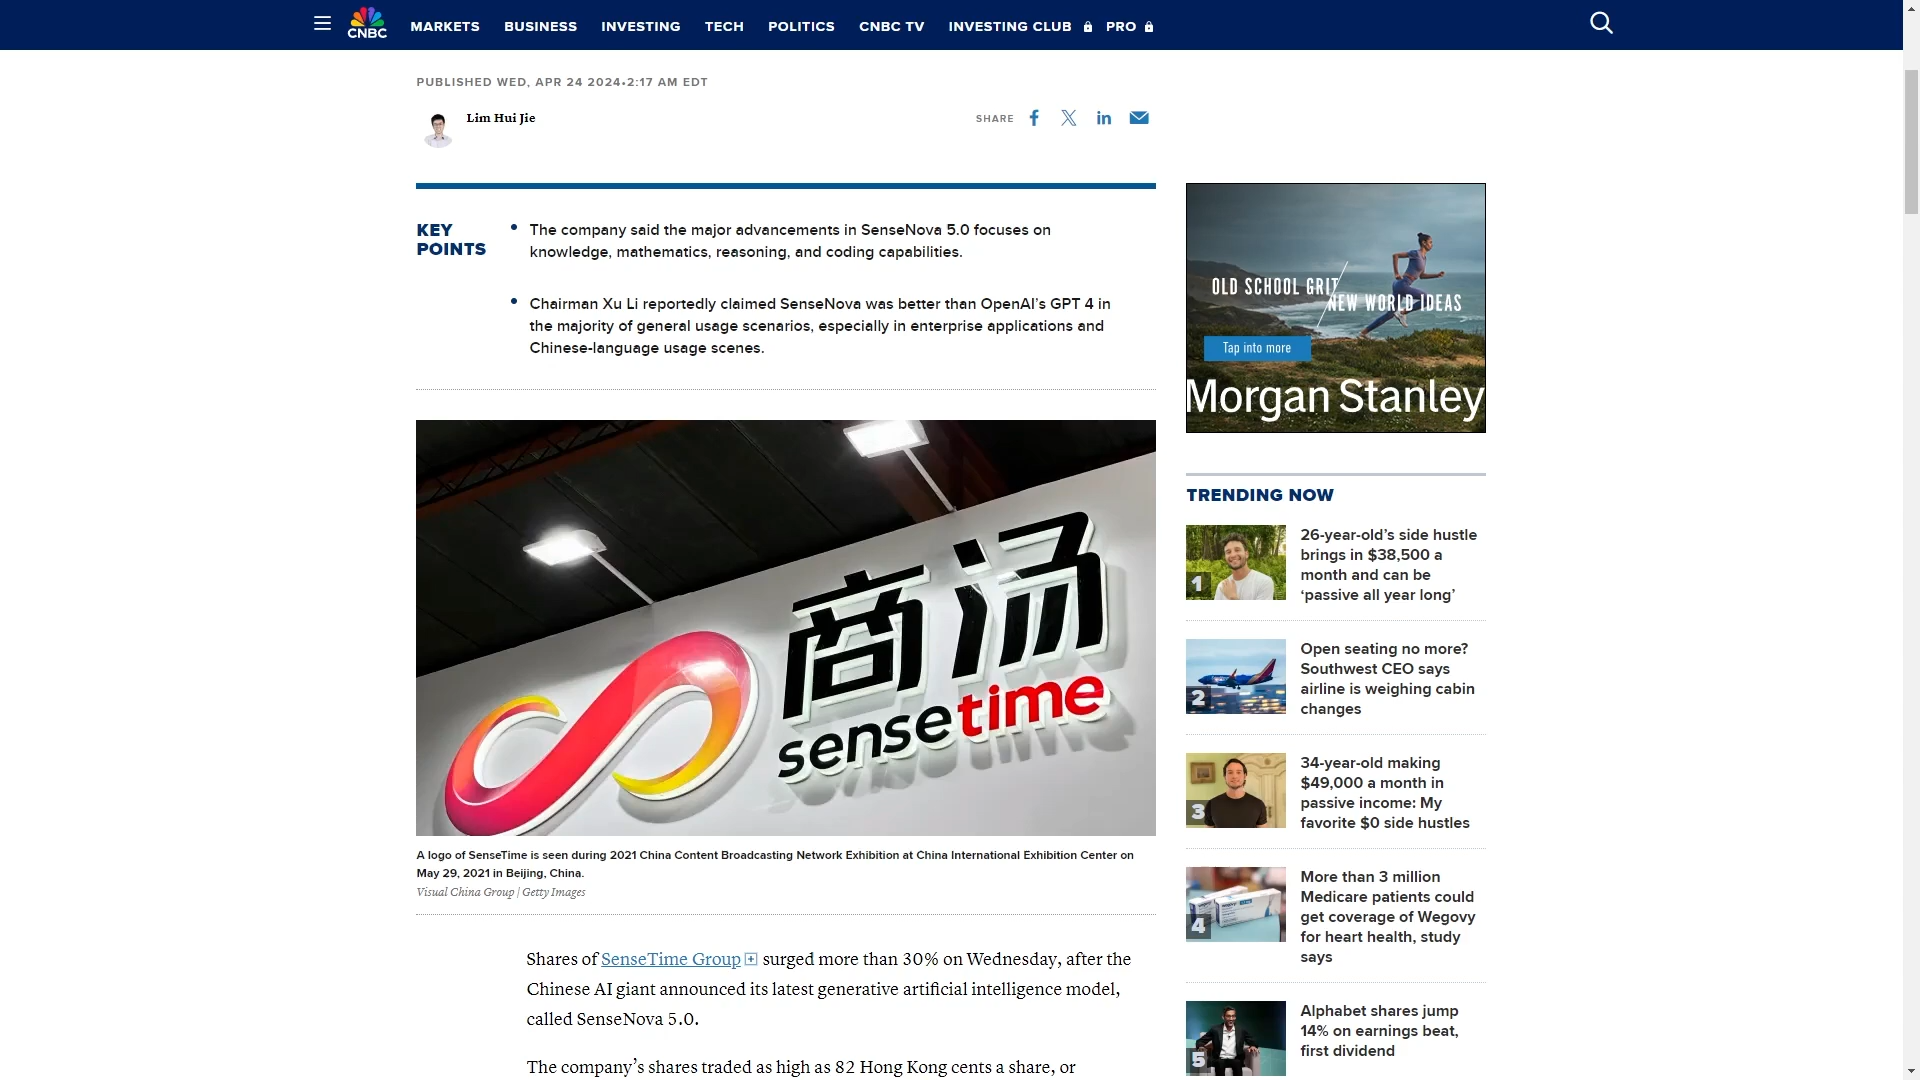 CNBC
MARKETS
BUSINESS
INVESTING
TECH
POLITICS
CNBC TV
INVESTING CLUB
PRO
PUBLISHED WED, APR 24 2024•2:17 AM EDT
Lim Hui Jie
SHARE
KEY
POINTS
The company said the major advancements in SenseNova 5.0 focuses on
knowledge, mathematics, reasoning, and coding capabilities.
Chairman Xu Li reportedly claimed SenseNova was better than OpenAI’s GPT 4 in
the majority of general usage scenarios, especially in enterprise applications and
Chinese-language usage scenes.
商汤
sensetime
A logo of SenseTime is seen during 2021 China Content Broadcasting Network Exhibition at China International Exhibition Center on
May 29, 2021 in Beijing, China.
Visual China Group | Getty Images
Shares of SenseTime Group surged more than 30% on Wednesday, after the
Chinese AI giant announced its latest generative artificial intelligence model,
called SenseNova 5.0.
The company’s shares traded as high as 82 Hong Kong cents a share, or
OLD SCHOOL GRIT
NEW WORLD IDEAS
Tap into more
Morgan Stanley
TRENDING NOW
1
26-year-old’s side hustle
brings in $38,500 a
month and can be
‘passive all year long’
2
Open seating no more?
Southwest CEO says
airline is weighing cabin
changes
3
34-year-old making
$49,000 a month in
passive income: My
favorite $0 side hustles
4
More than 3 million
Medicare patients could
get coverage of Wegovy
for heart health, study
says
5
Alphabet shares jump
14% on earnings beat,
first dividend